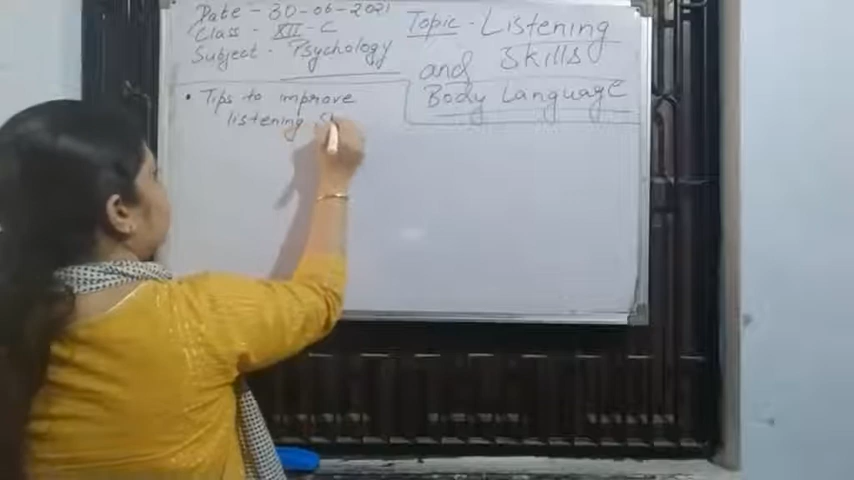 Date - 30-06-2021
Class - XII - C
Subject - Psychology
Topic - Listening
Skills
and
Body Language
• Tips to improve
listening s